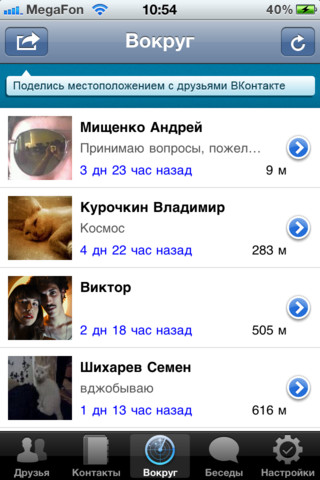 MegaFon 10:54 40%
Вокруг
Поделись местоположением с друзьями ВКонтакте
Мищенко Андрей
Принимаю вопросы, пожел...
3 дн 23 час назад 9 м
Курочкин Владимир
Космос
4 дн 22 час назад 283 м
Виктор
2 дн 18 час назад 505 м
Шихарев Семен
вджобываю
1 дн 13 час назад 616 м
Друзья Контакты Вокруг Беседы Настройки